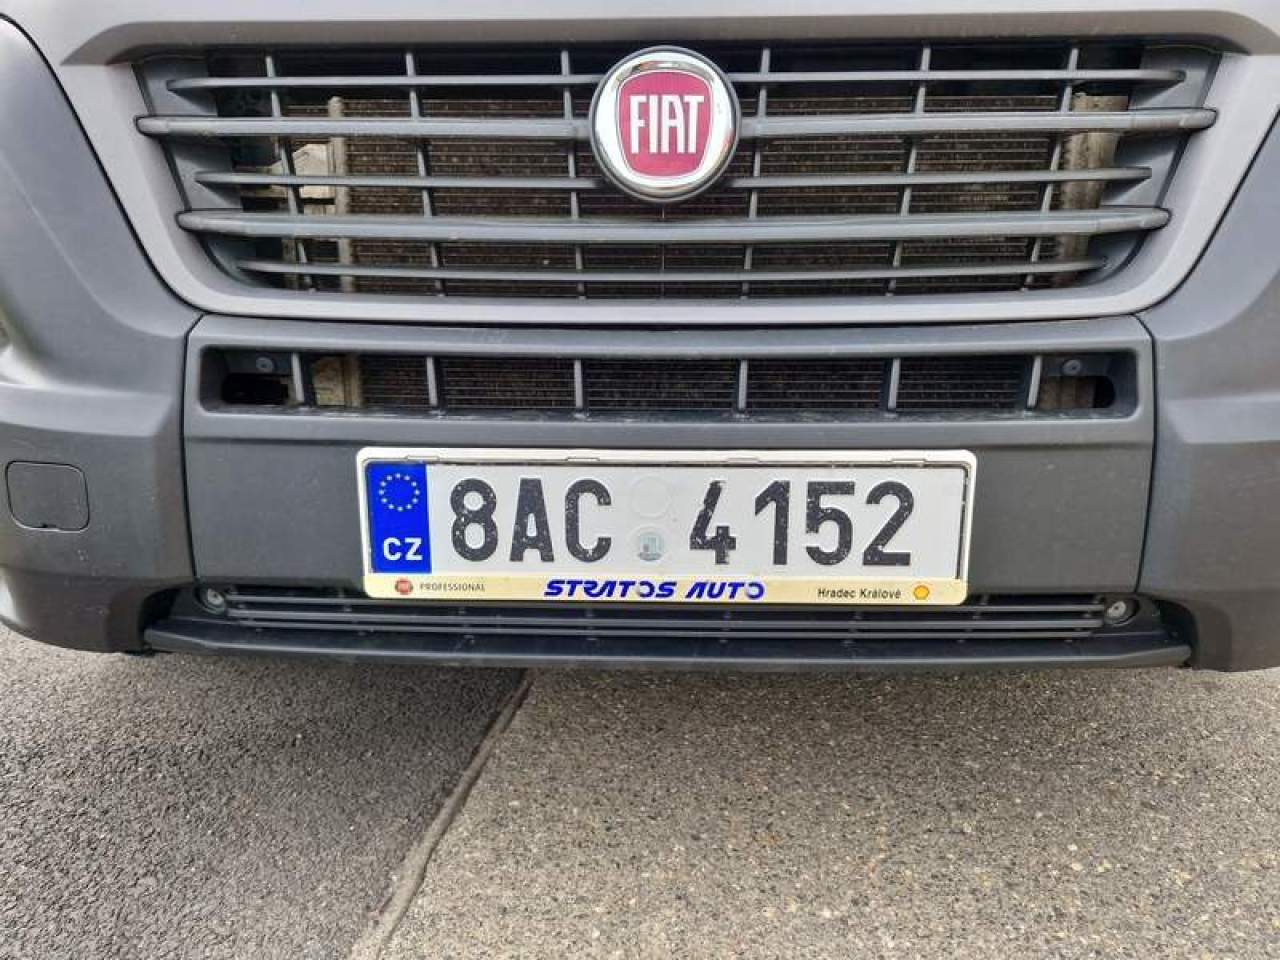 FIAT
8AC 4152
CZ
PROFESSIONAL STRATOS AUTO Hradec Králové